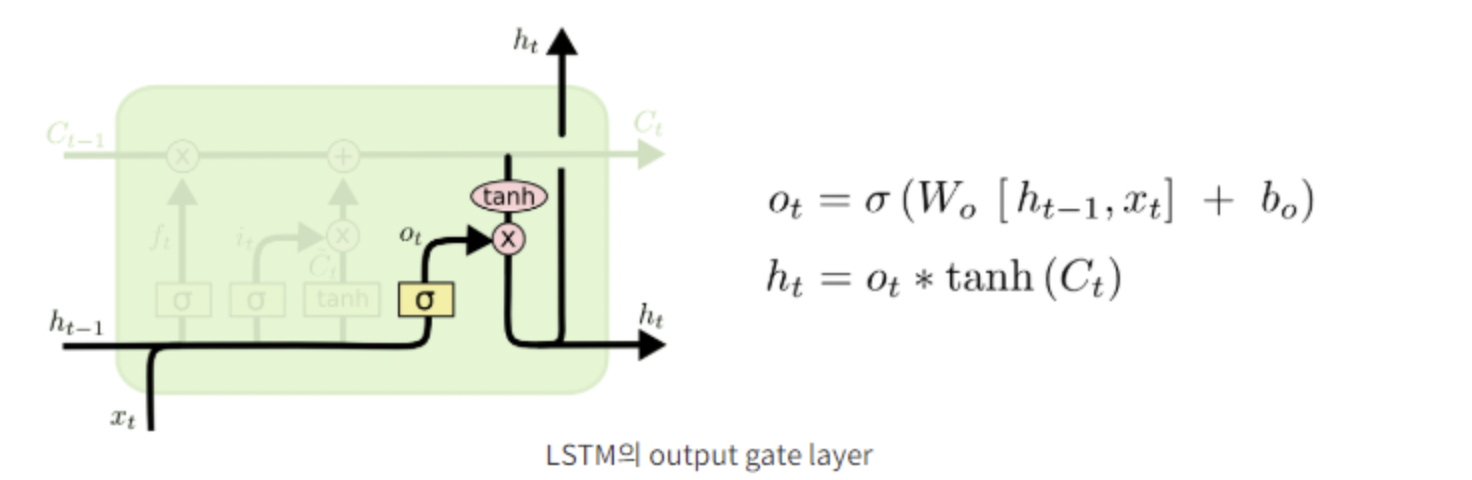 h_t
C_{t-1} x + C_t
tanh
f_t i_t x o_t x
C̃_t
σ σ tanh σ
h_{t-1} h_t
x_t
o_t = σ (W_o [h_{t-1}, x_t] + b_o)
h_t = o_t * tanh (C_t)
LSTM의 output gate layer